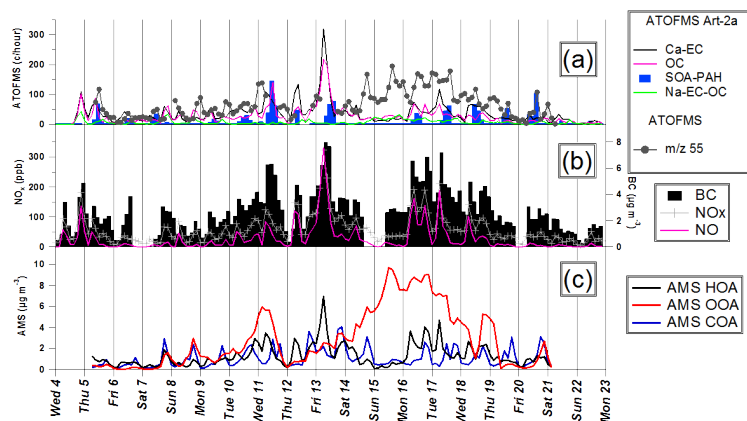 ATOFMS (c/hour)
300
200
100
0
(a)
ATOFMS Art-2a
Ca-EC
OC
SOA-PAH
Na-EC-OC
ATOFMS
m/z 55
NOx (ppb)
300
200
100
0
(b)
8
6
4
2
0
BC (µg m-3)
BC
NOx
NO
AMS (µg m-3)
10
8
6
4
2
0
(c)
AMS HOA
AMS OOA
AMS COA
Wed 4
Thu 5
Fri 6
Sat 7
Sun 8
Mon 9
Tue 10
Wed 11
Thu 12
Fri 13
Sat 14
Sun 15
Mon 16
Tue 17
Wed 18
Thu 19
Fri 20
Sat 21
Sun 22
Mon 23